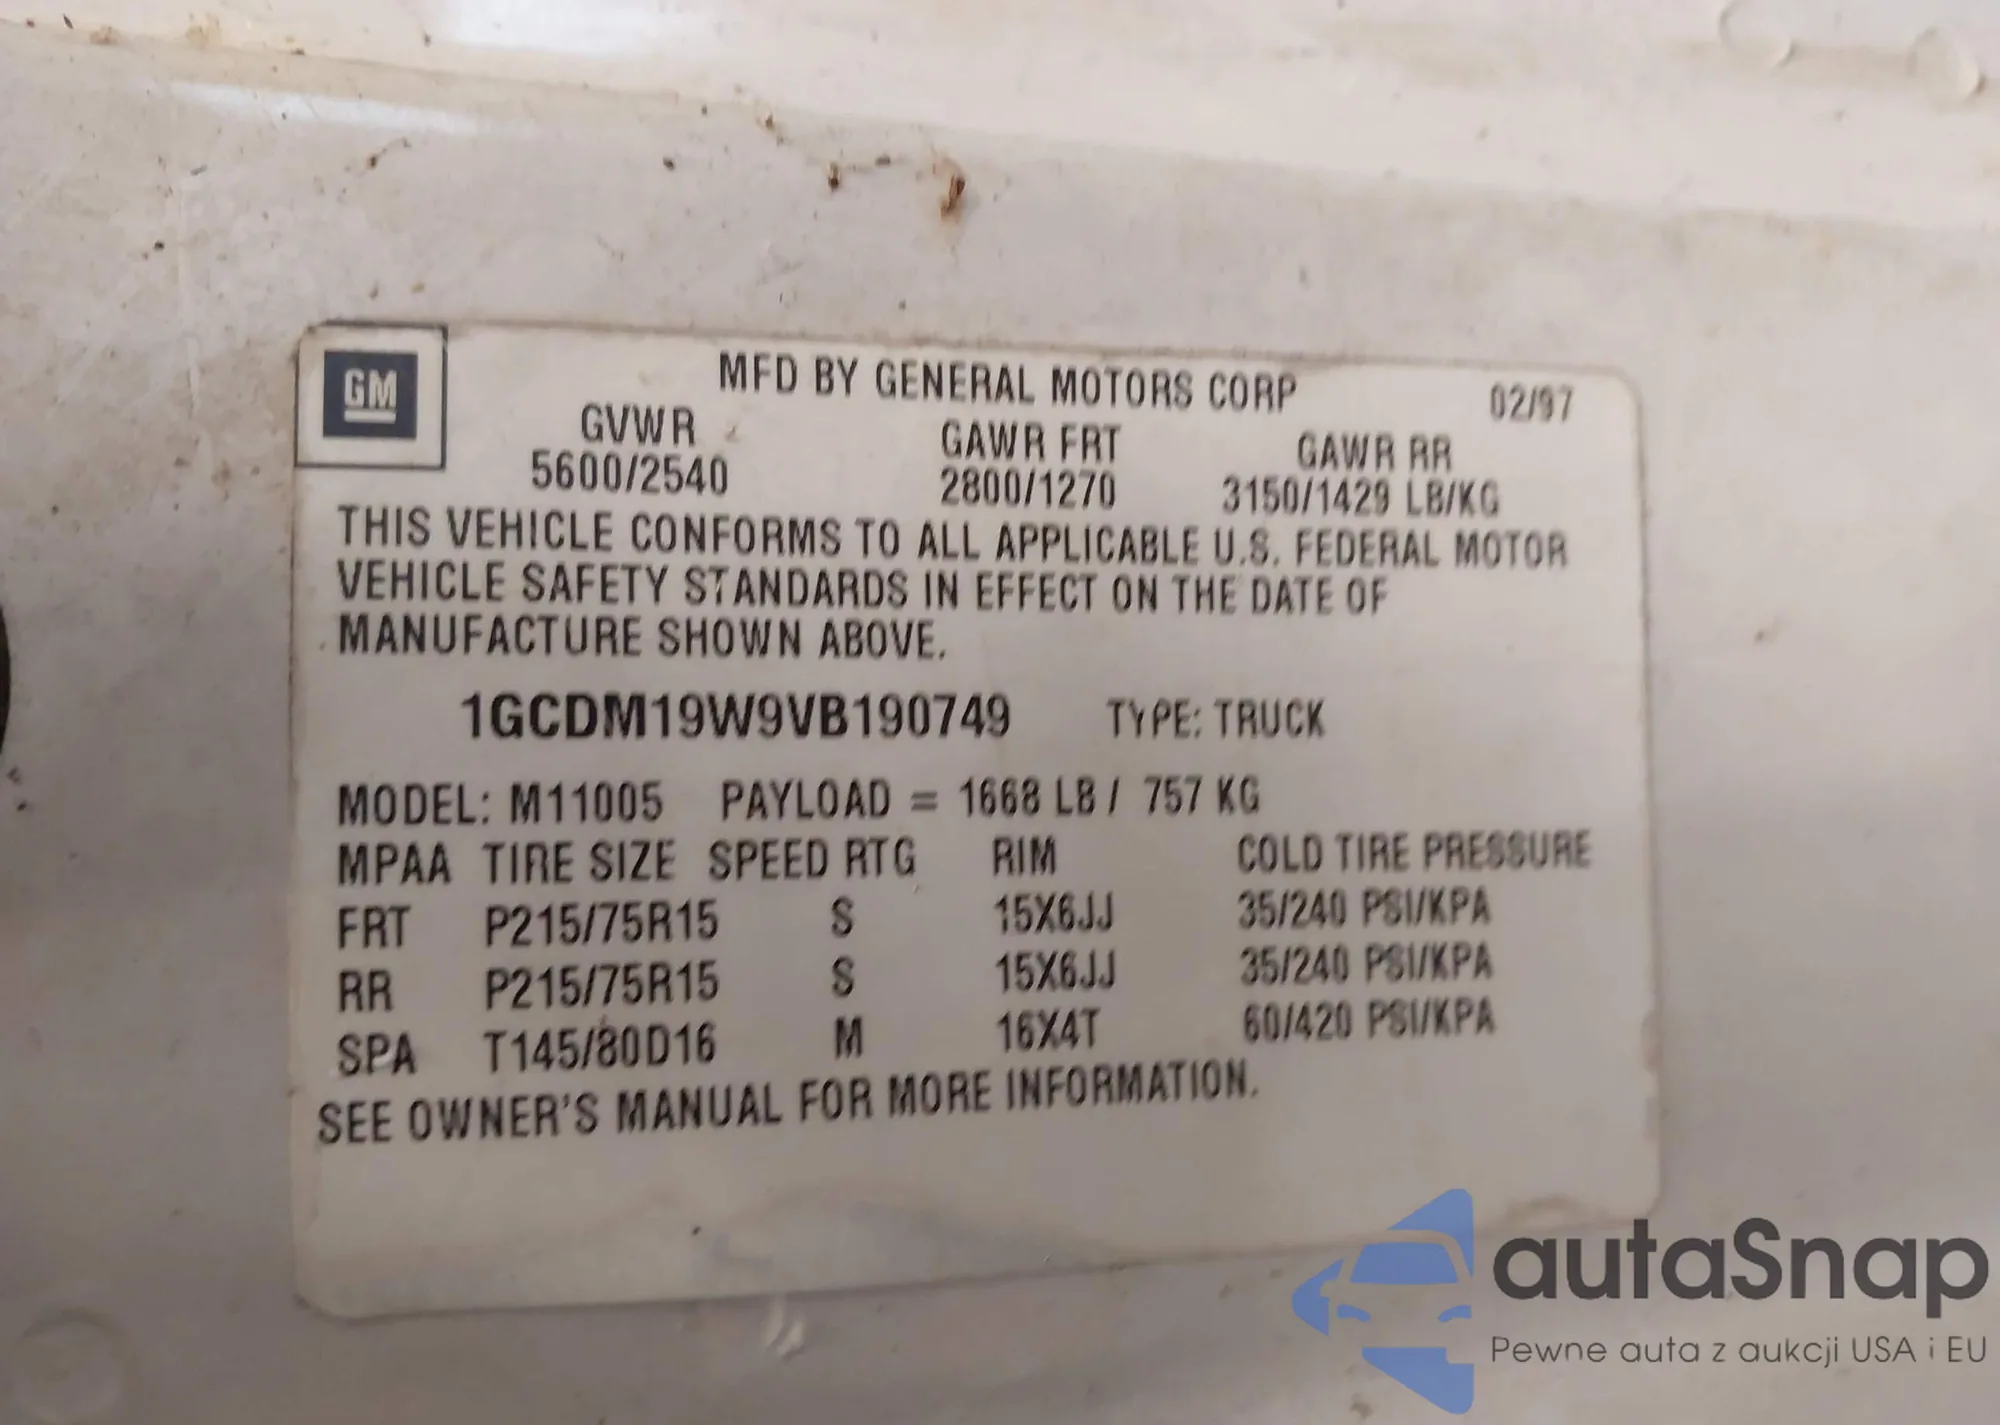 GM
MFD BY GENERAL MOTORS CORP 02/97
GVWR GAWR FRT GAWR RR
5600/2540 2800/1270 3150/1429 LB/KG
THIS VEHICLE CONFORMS TO ALL APPLICABLE U.S. FEDERAL MOTOR
VEHICLE SAFETY STANDARDS IN EFFECT ON THE DATE OF
MANUFACTURE SHOWN ABOVE.
1GCDM19W9VB190749 TYPE: TRUCK
MODEL: M11005 PAYLOAD = 1668 LB / 757 KG
MPAA TIRE SIZE SPEED RTG RIM COLD TIRE PRESSURE
FRT P215/75R15 S 15X6JJ 35/240 PSI/KPA
RR P215/75R15 S 15X6JJ 35/240 PSI/KPA
SPA T145/80D16 M 16X4T 60/420 PSI/KPA
SEE OWNER'S MANUAL FOR MORE INFORMATION.
autaSnap
Pewne auta z aukcji USA i EU